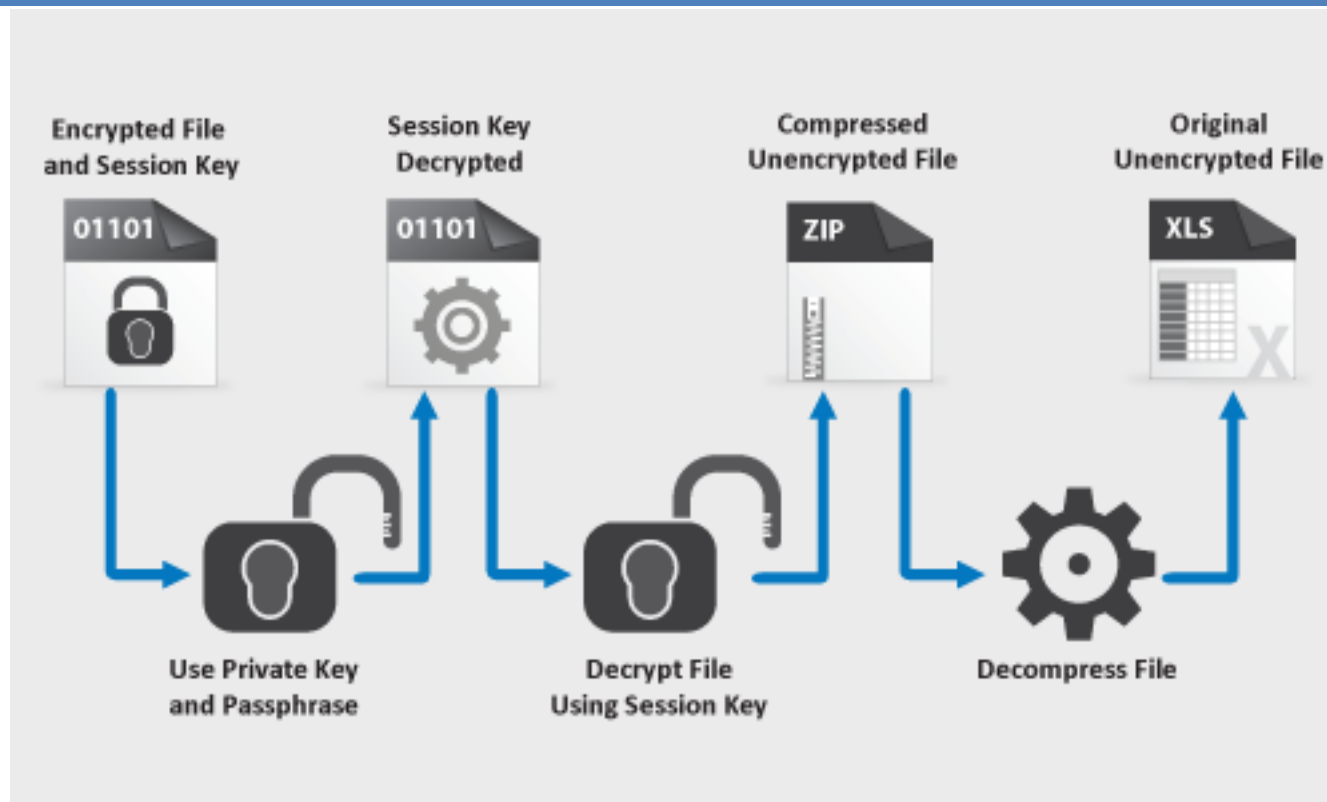 Encrypted File
and Session Key
Session Key
Decrypted
Compressed
Unencrypted File
Original
Unencrypted File
01101
01101
ZIP
XLS
X
Use Private Key
and Passphrase
Decrypt File
Using Session Key
Decompress File